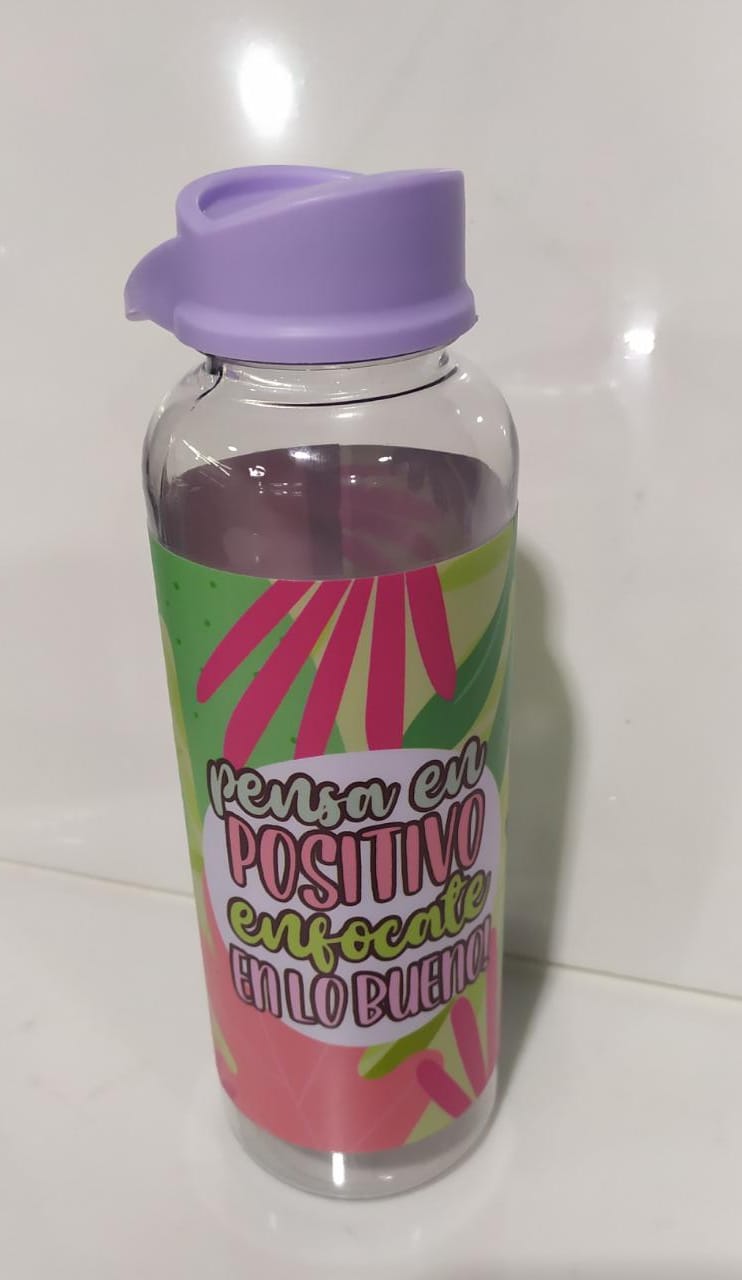 pensa en
POSITIVO
enfocate
EN LO BUENO!